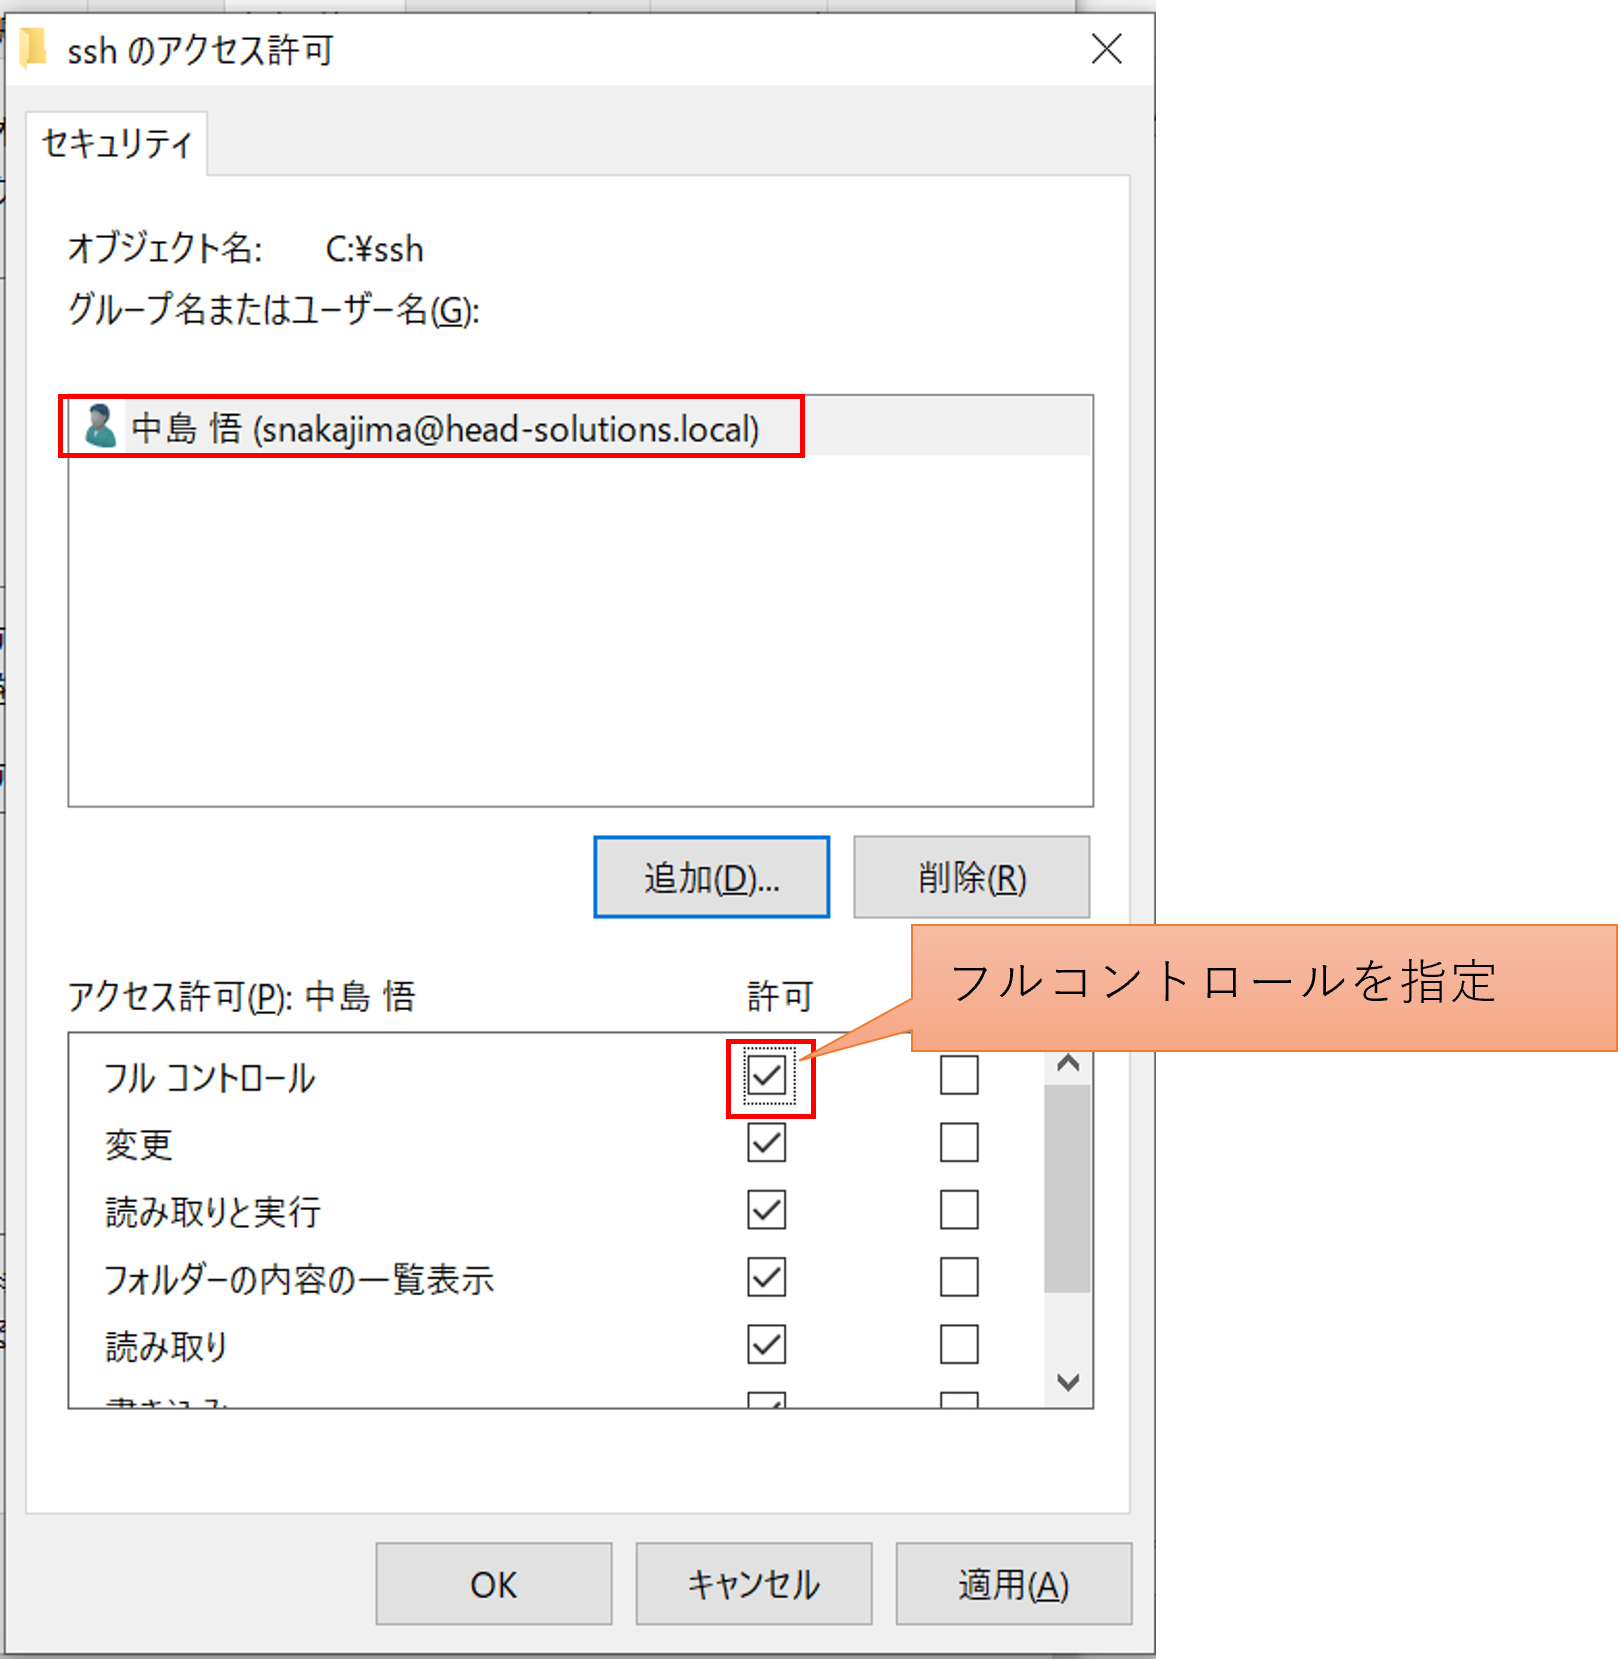 ssh のアクセス許可
セキュリティ
オブジェクト名: C:¥ssh
グループ名またはユーザー名(G):
中島 悟 (snakajima@head-solutions.local)
追加(D)...
削除(R)
フルコントロールを指定
アクセス許可(P): 中島 悟 許可
フル コントロール
変更
読み取りと実行
フォルダーの内容の一覧表示
読み取り
書き込み
OK
キャンセル
適用(A)